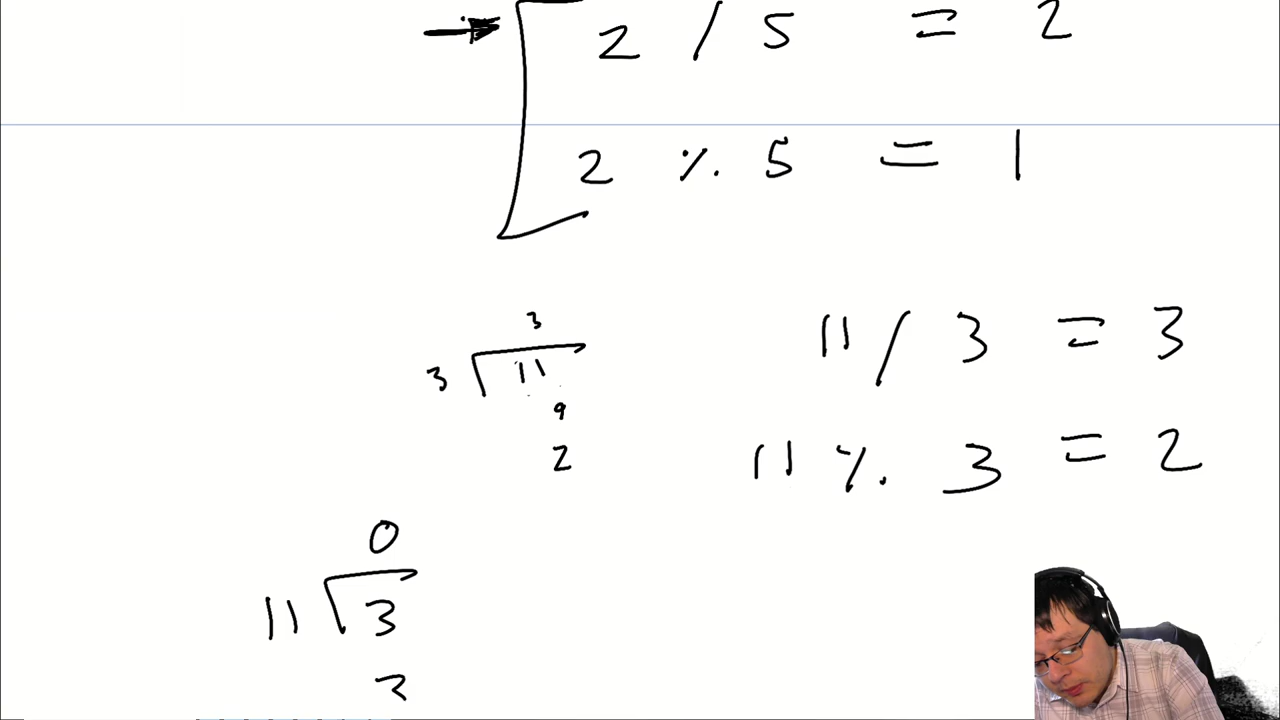 2 / 5 = 2
2 % 5 = 1
3
3 11
9
2
11 / 3 = 3
11 % 3 = 2
0
11 3
3